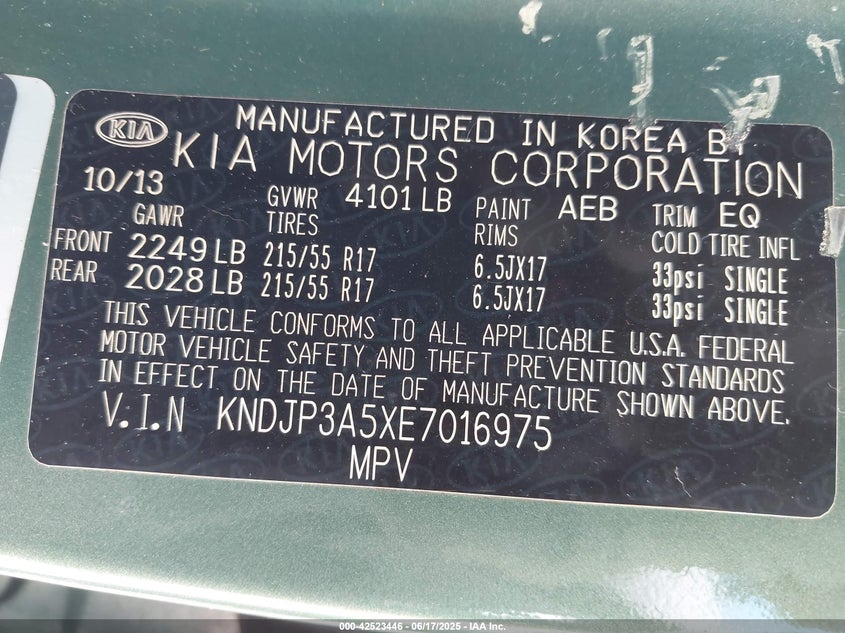 KIA MANUFACTURED IN KOREA BY
KIA MOTORS CORPORATION
10/13 GVWR 4101 LB PAINT AEB TRIM EQ
GAWR TIRES RIMS COLD TIRE INFL
FRONT 2249 LB 215/55 R17 6.5JX17 33psi SINGLE
REAR 2028 LB 215/55 R17 6.5JX17 33psi SINGLE
THIS VEHICLE CONFORMS TO ALL APPLICABLE U.S.A. FEDERAL
MOTOR VEHICLE SAFETY AND THEFT PREVENTION STANDARDS
IN EFFECT ON THE DATE OF MANUFACTURE SHOWN ABOVE.
V.I.N KNDJP3A5XE7016975
MPV
000-42523446 - 06/17/2025 - IAA Inc.